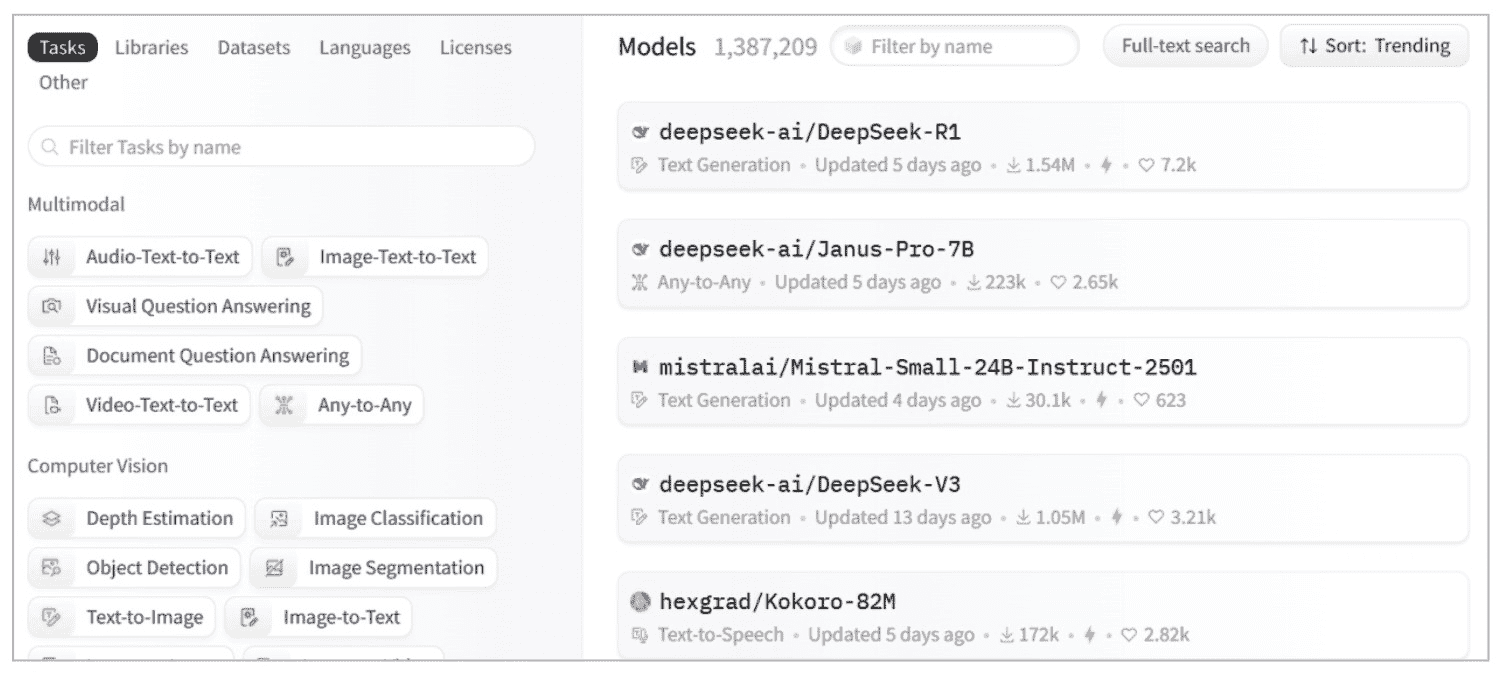 Tasks Libraries Datasets Languages Licenses
Other
Filter Tasks by name
Multimodal
Audio-Text-to-Text Image-Text-to-Text
Visual Question Answering
Document Question Answering
Video-Text-to-Text Any-to-Any
Computer Vision
Depth Estimation Image Classification
Object Detection Image Segmentation
Text-to-Image Image-to-Text
Models 1,387,209 Filter by name Full-text search Sort: Trending
deepseek-ai/DeepSeek-R1
Text Generation • Updated 5 days ago • 1.54M • • 7.2k
deepseek-ai/Janus-Pro-7B
Any-to-Any • Updated 5 days ago • 223k • 2.65k
mistralai/Mistral-Small-24B-Instruct-2501
Text Generation • Updated 4 days ago • 30.1k • • 623
deepseek-ai/DeepSeek-V3
Text Generation • Updated 13 days ago • 1.05M • • 3.21k
hexgrad/Kokoro-82M
Text-to-Speech • Updated 5 days ago • 172k • • 2.82k